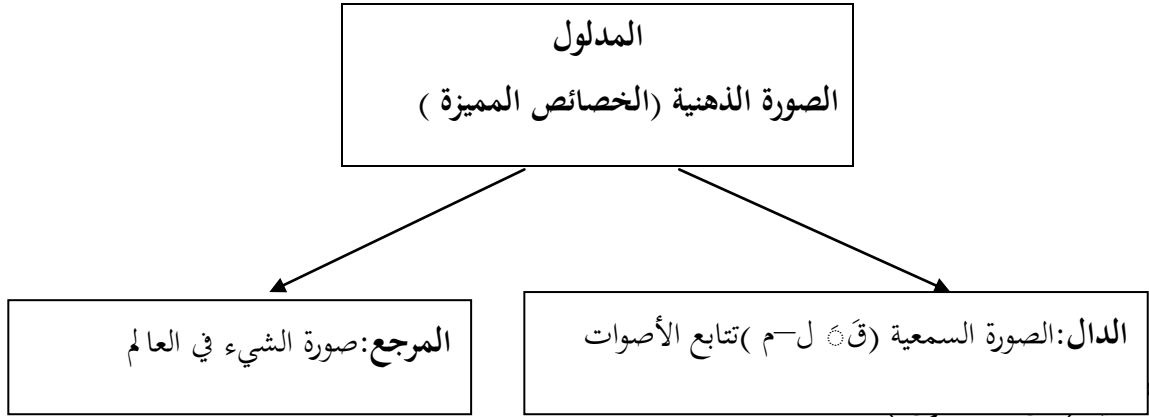 المدلول
الصورة الذهنية (الخصائص المميزة )
الدال:الصورة السمعية (قَ َ ل–م )تتابع الأصوات
المرجع:صورة الشيء في العالم